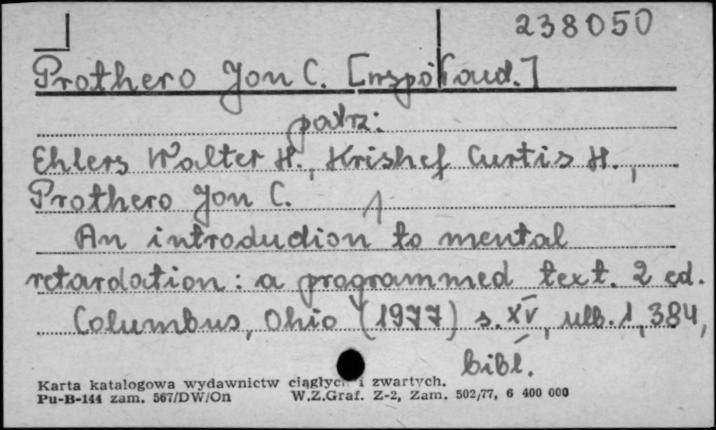 238050
Prothero Jon C. [współaud.]
patrz:
Ehlers Walter H., Krishef Curtis H.,
Prothero Jon C.
An introduction to mental
retardation: a programmed text. 2 ed.
Columbus, Ohio (1977) s. XV, ulb. 1, 384,
bibl.
Karta katalogowa wydawnictw ciągłych i zwartych.
Pu-B-144 zam. 567/DW/On W.Z.Graf. Z-2, Zam. 502/77, 6 400 000